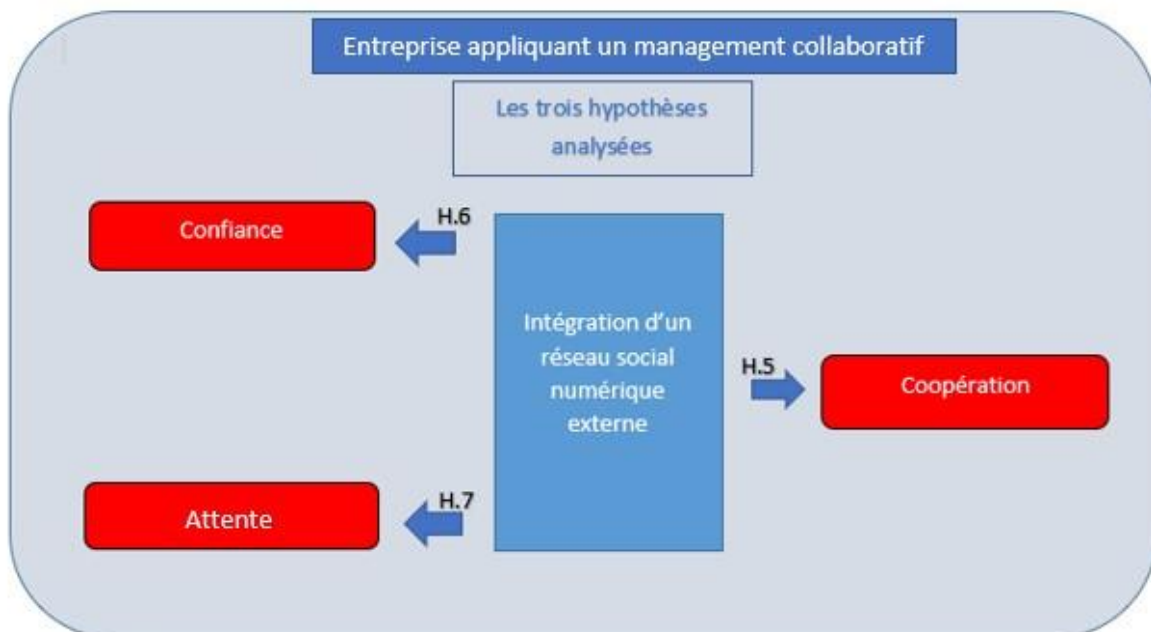 Entreprise appliquant un management collaboratif
Les trois hypothèses
analysées
Confiance
H.6
Intégration d'un
réseau social
numérique
externe
H.5
Coopération
Attente
H.7